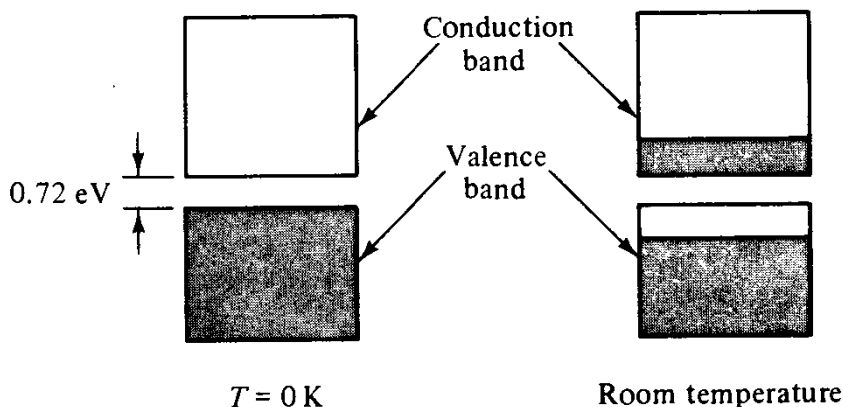 Conduction
band
0.72 eV
Valence
band
T = 0 K
Room temperature